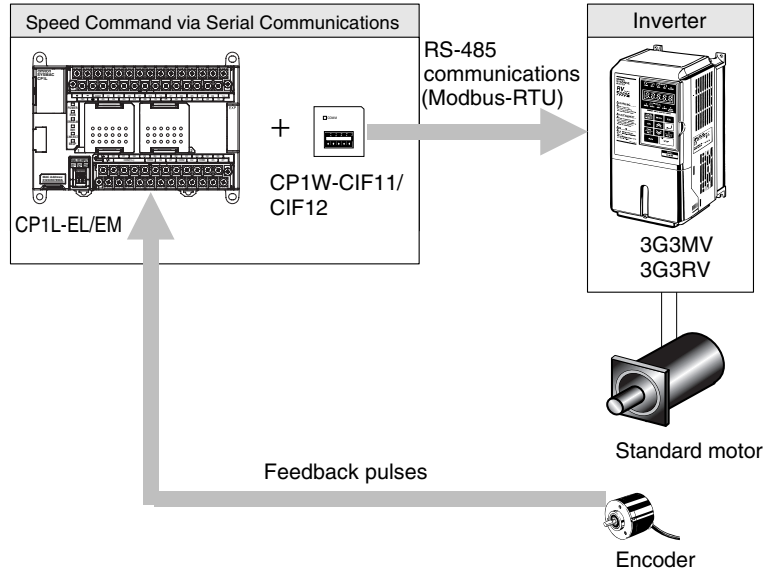 Speed Command via Serial Communications
Inverter
RS-485
communications
(Modbus-RTU)
+
CP1W-CIF11/
CIF12
CP1L-EL/EM
3G3MV
3G3RV
Standard motor
Feedback pulses
Encoder